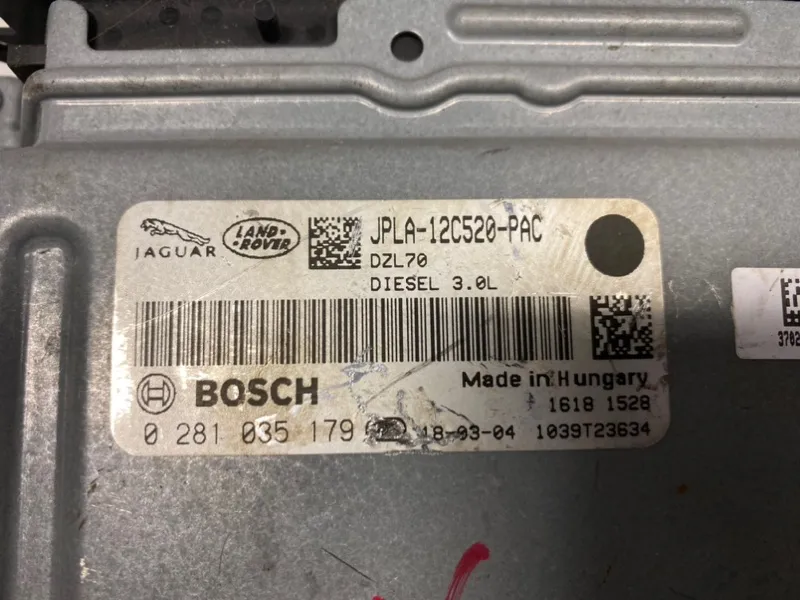 JAGUAR
LAND-
ROVER
JPLA-12C520-PAC
DZL70
DIESEL 3.0L
BOSCH
Made in Hungary
1618 1528
0 281 035 179
18-03-04 1039T23634
3702